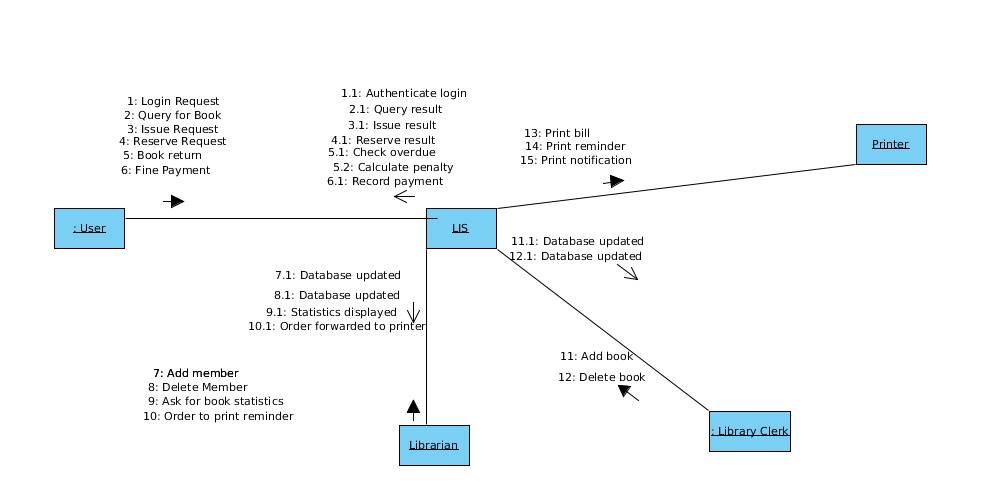 1: Login Request
2: Query for Book
3: Issue Request
4: Reserve Request
5: Book return
6: Fine Payment
1.1: Authenticate login
2.1: Query result
3.1: Issue result
4.1: Reserve result
5.1: Check overdue
5.2: Calculate penalty
6.1: Record payment
13: Print bill
14: Print reminder
15: Print notification
Printer
: User
LIS
11.1: Database updated
12.1: Database updated
7.1: Database updated
8.1: Database updated
9.1: Statistics displayed
10.1: Order forwarded to printer
11: Add book
12: Delete book
7: Add member
8: Delete Member
9: Ask for book statistics
10: Order to print reminder
Librarian
: Library Clerk